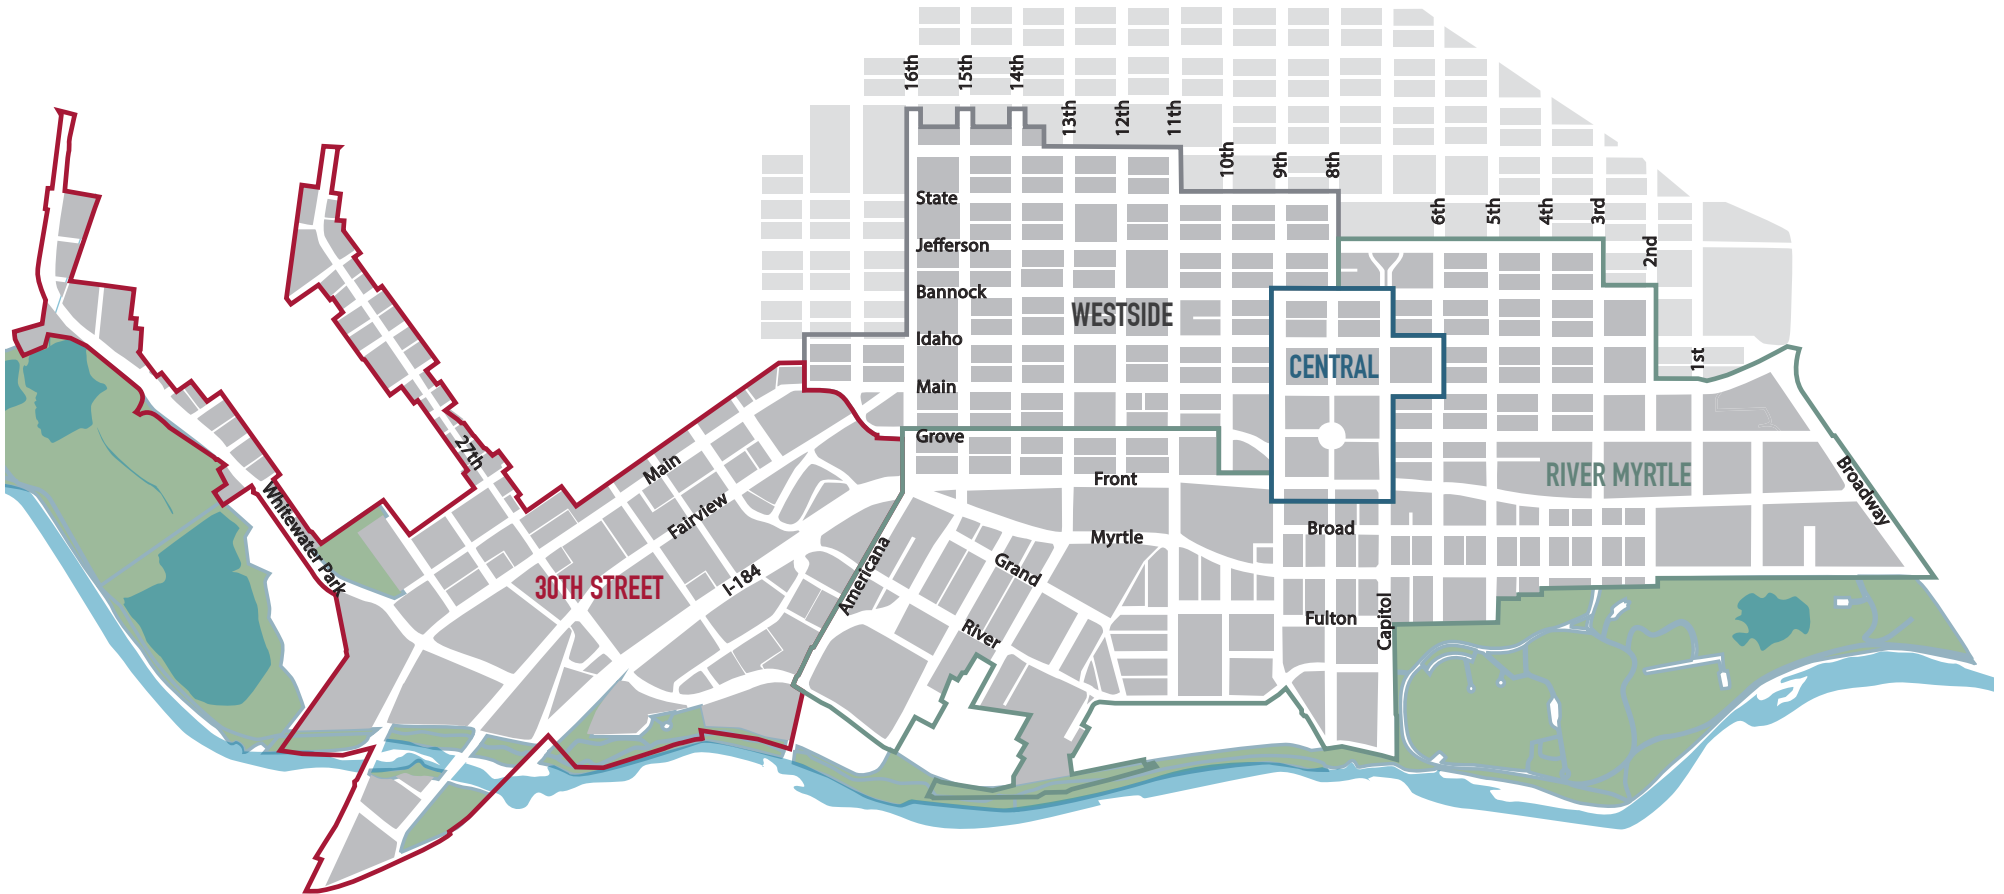 16th
15th
14th
13th
12th
11th
10th
9th
8th
6th
5th
4th
3rd
2nd
1st
State
Jefferson
Bannock
Idaho
Main
Grove
WESTSIDE
CENTRAL
RIVER MYRTLE
30TH STREET
27th
Main
Fairview
I-184
Whitewater Park
Americana
Front
Myrtle
Grand
River
Broad
Fulton
Capitol
Broadway